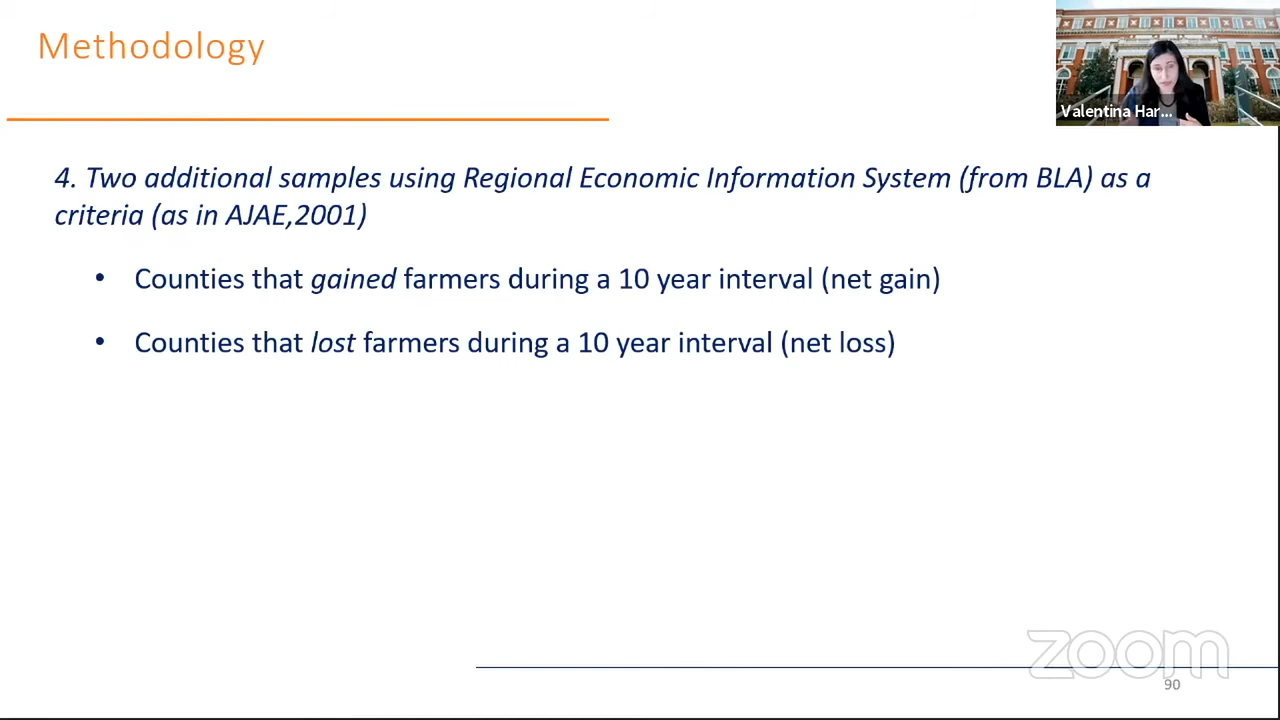 Methodology
Valentina Har...
4. Two additional samples using Regional Economic Information System (from BLA) as a
criteria (as in AJAE,2001)
• Counties that gained farmers during a 10 year interval (net gain)
• Counties that lost farmers during a 10 year interval (net loss)
zoom
90